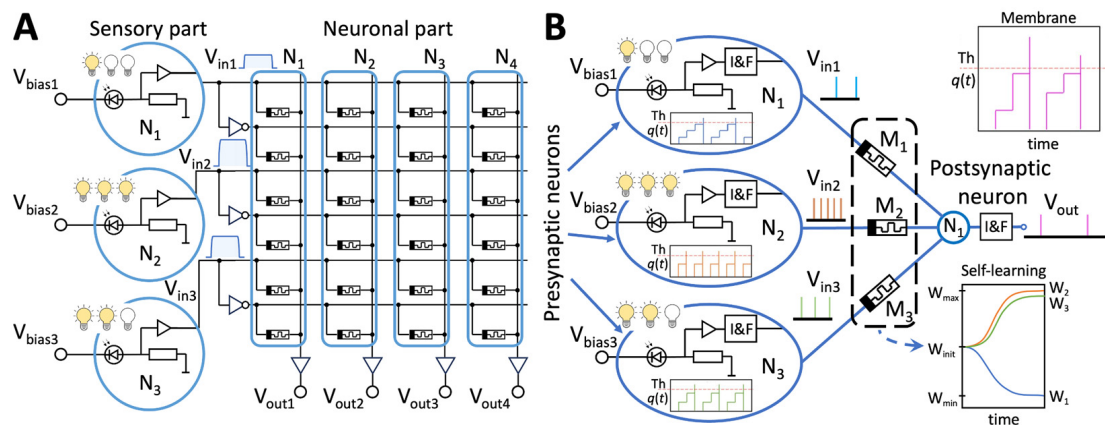 A
Sensory part
Neuronal part
V_bias1
N_1
V_in1
N_1
N_2
N_3
N_4
V_bias2
N_2
V_in2
V_bias3
N_3
V_in3
V_out1
V_out2
V_out3
V_out4
B
Presynaptic neurons
V_bias1
I&F
N_1
Th
q(t)
V_in1
V_bias2
I&F
N_2
Th
q(t)
V_in2
V_bias3
I&F
N_3
Th
q(t)
V_in3
M_1
M_2
M_3
Membrane
Th
q(t)
time
Postsynaptic
neuron
N_1
I&F
V_out
Self-learning
W_max
W_init
W_min
W_2
W_3
W_1
time